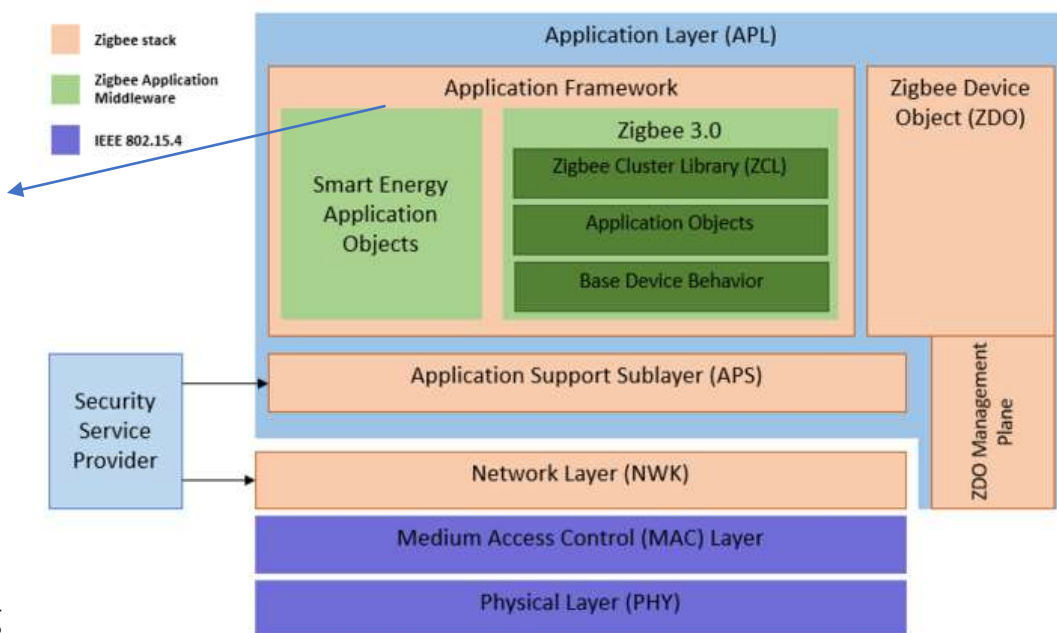 Zigbee stack
Zigbee Application
Middleware
IEEE 802.15.4
Application Layer (APL)
Application Framework
Smart Energy
Application
Objects
Zigbee 3.0
Zigbee Cluster Library (ZCL)
Application Objects
Base Device Behavior
Zigbee Device
Object (ZDO)
Application Support Sublayer (APS)
ZDO Management
Plane
Security
Service
Provider
Network Layer (NWK)
Medium Access Control (MAC) Layer
Physical Layer (PHY)